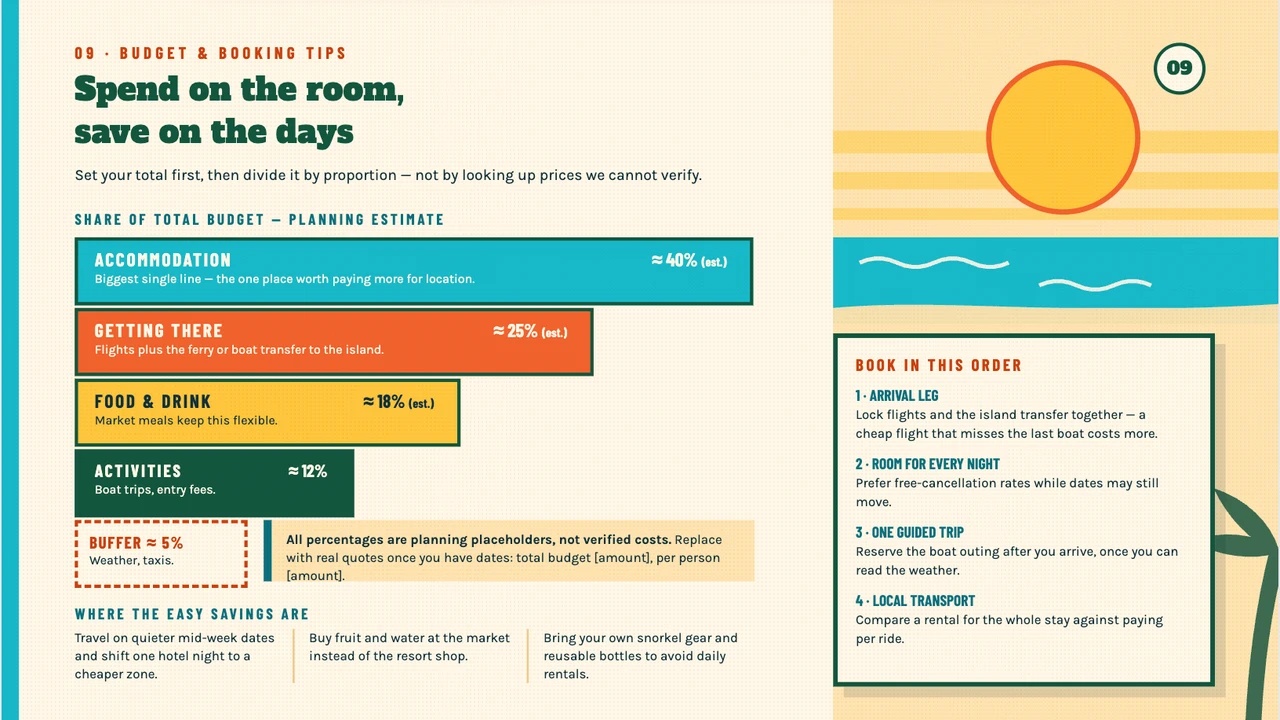 09 · BUDGET & BOOKING TIPS
Spend on the room,
save on the days
Set your total first, then divide it by proportion — not by looking up prices we cannot verify.
SHARE OF TOTAL BUDGET — PLANNING ESTIMATE
ACCOMMODATION
≈ 40% (est.)
Biggest single line — the one place worth paying more for location.
GETTING THERE
≈ 25% (est.)
Flights plus the ferry or boat transfer to the island.
FOOD & DRINK
≈ 18% (est.)
Market meals keep this flexible.
ACTIVITIES
≈ 12%
Boat trips, entry fees.
BUFFER ≈ 5%
Weather, taxis.
All percentages are planning placeholders, not verified costs. Replace
with real quotes once you have dates: total budget [amount], per person
[amount].
WHERE THE EASY SAVINGS ARE
Travel on quieter mid-week dates
and shift one hotel night to a
cheaper zone.
Buy fruit and water at the market
instead of the resort shop.
Bring your own snorkel gear and
reusable bottles to avoid daily
rentals.
09
BOOK IN THIS ORDER
1 · ARRIVAL LEG
Lock flights and the island transfer together — a
cheap flight that misses the last boat costs more.
2 · ROOM FOR EVERY NIGHT
Prefer free-cancellation rates while dates may still
move.
3 · ONE GUIDED TRIP
Reserve the boat outing after you arrive, once you can
read the weather.
4 · LOCAL TRANSPORT
Compare a rental for the whole stay against paying
per ride.